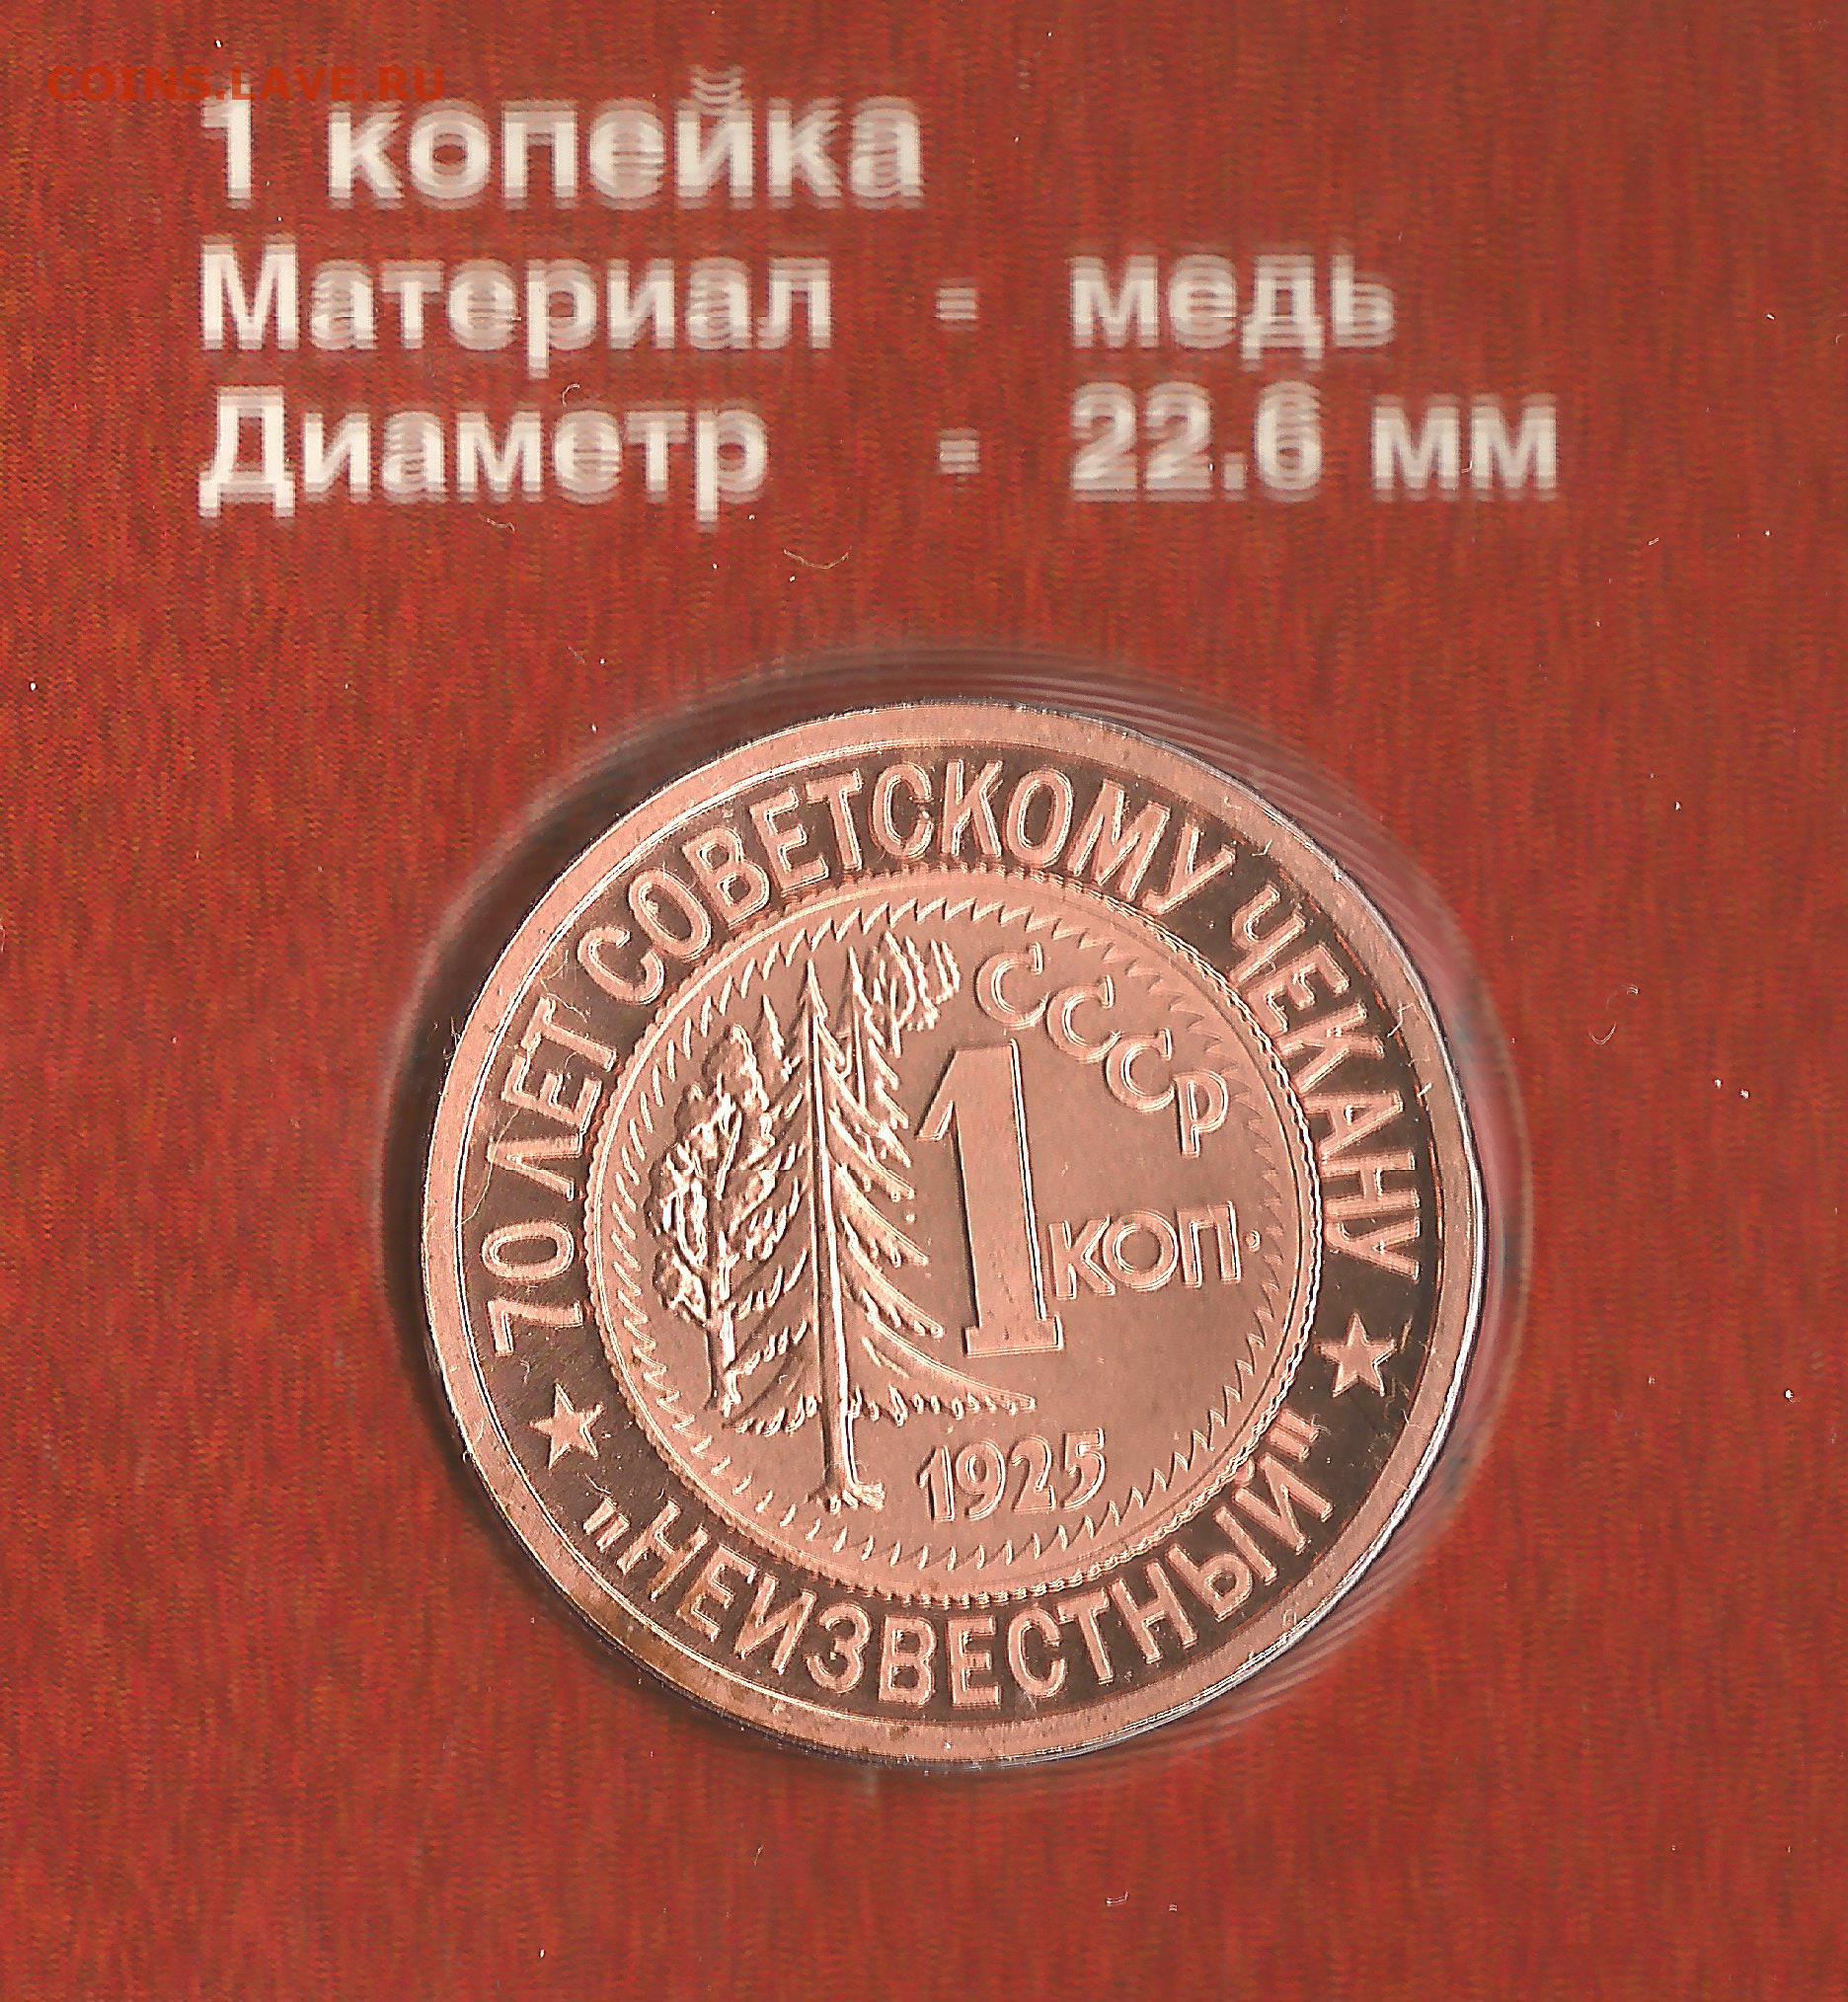 COINS.LAVE.RU
1 копейка
Материал - медь
Диаметр - 22.6 мм
70 ЛЕТ СОВЕТСКОМУ ЧЕКАНУ
СССР
1 КОП.
1925
„НЕИЗВЕСТНЫЙ"